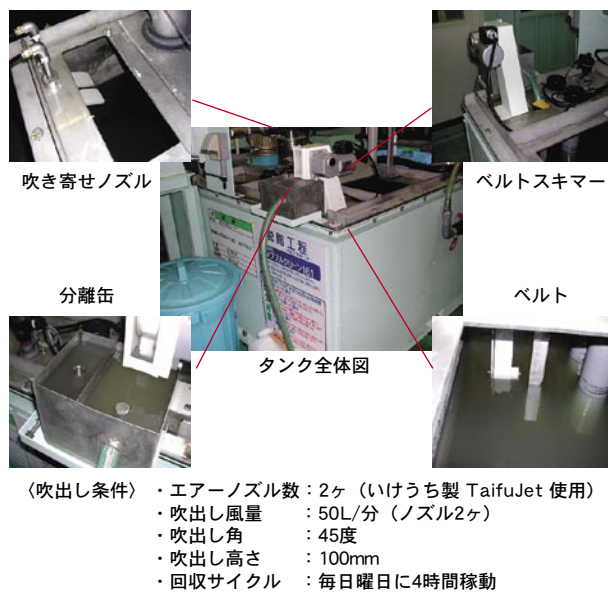 吹き寄せノズル
ベルトスキマー
脱脂工程
分離缶
ベルト
タンク全体図
〈吹出し条件〉 ・エアーノズル数：2ヶ（いけうち製 TaifuJet 使用）
・吹出し風量 ：50L/分（ノズル2ヶ）
・吹出し角 ：45度
・吹出し高さ ：100mm
・回収サイクル ：毎日曜日に4時間稼動